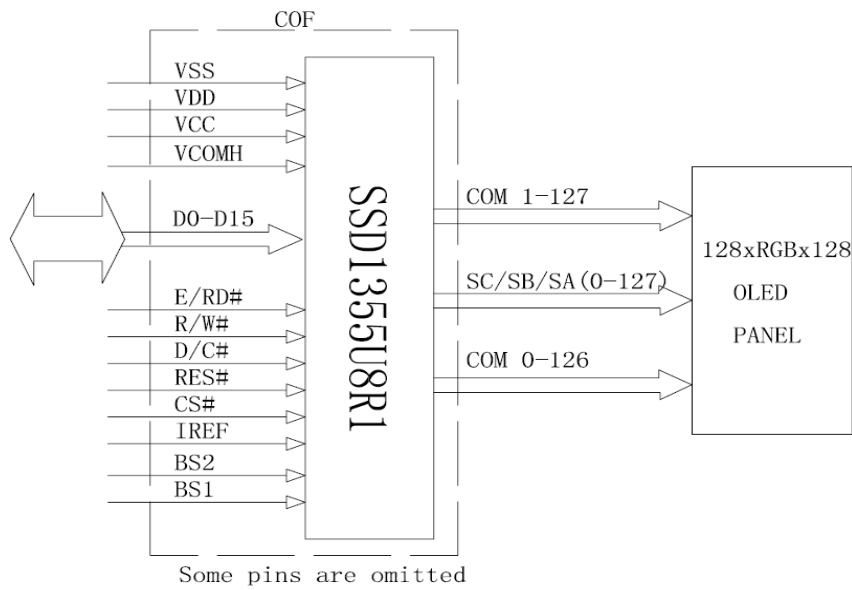 COF
VSS
VDD
VCC
VCOMH
D0-D15
E/RD#
R/W#
D/C#
RES#
CS#
IREF
BS2
BS1
SSD1355U8R1
COM 1-127
SC/SB/SA(0-127)
COM 0-126
128xRGBx128
OLED
PANEL
Some pins are omitted